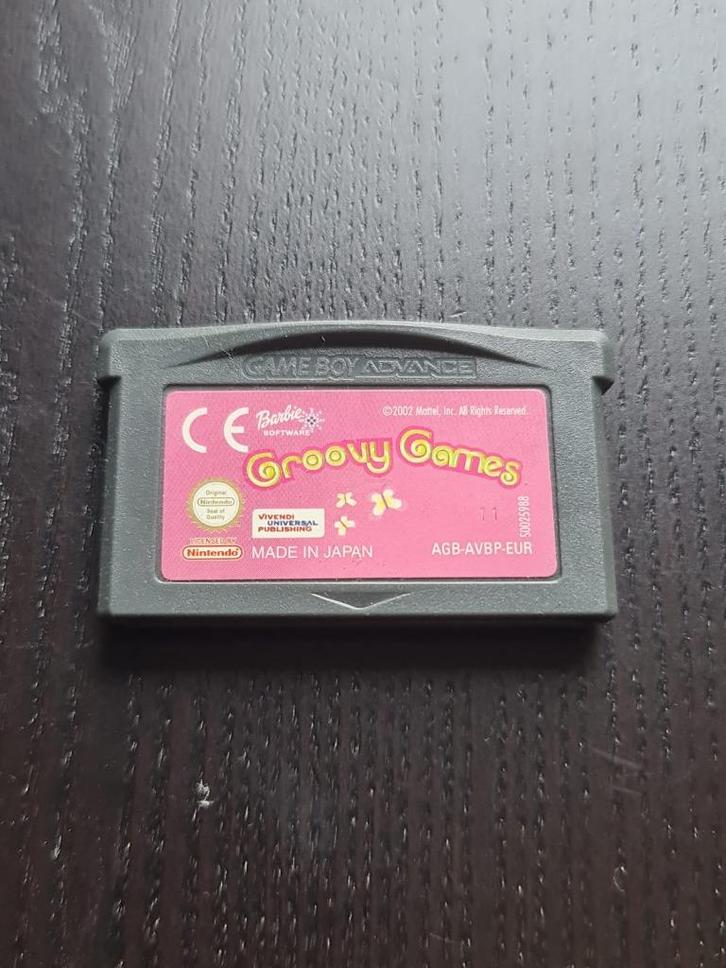 GAME BOY ADVANCE
CE
Barbie
SOFTWARE
©2002 Mattel, Inc. All Rights Reserved.
Groovy Games
Original
Nintendo
Seal of
Quality
VIVENDI
UNIVERSAL
PUBLISHING
11
S0025988
LICENSED BY
Nintendo
MADE IN JAPAN
AGB-AVBP-EUR